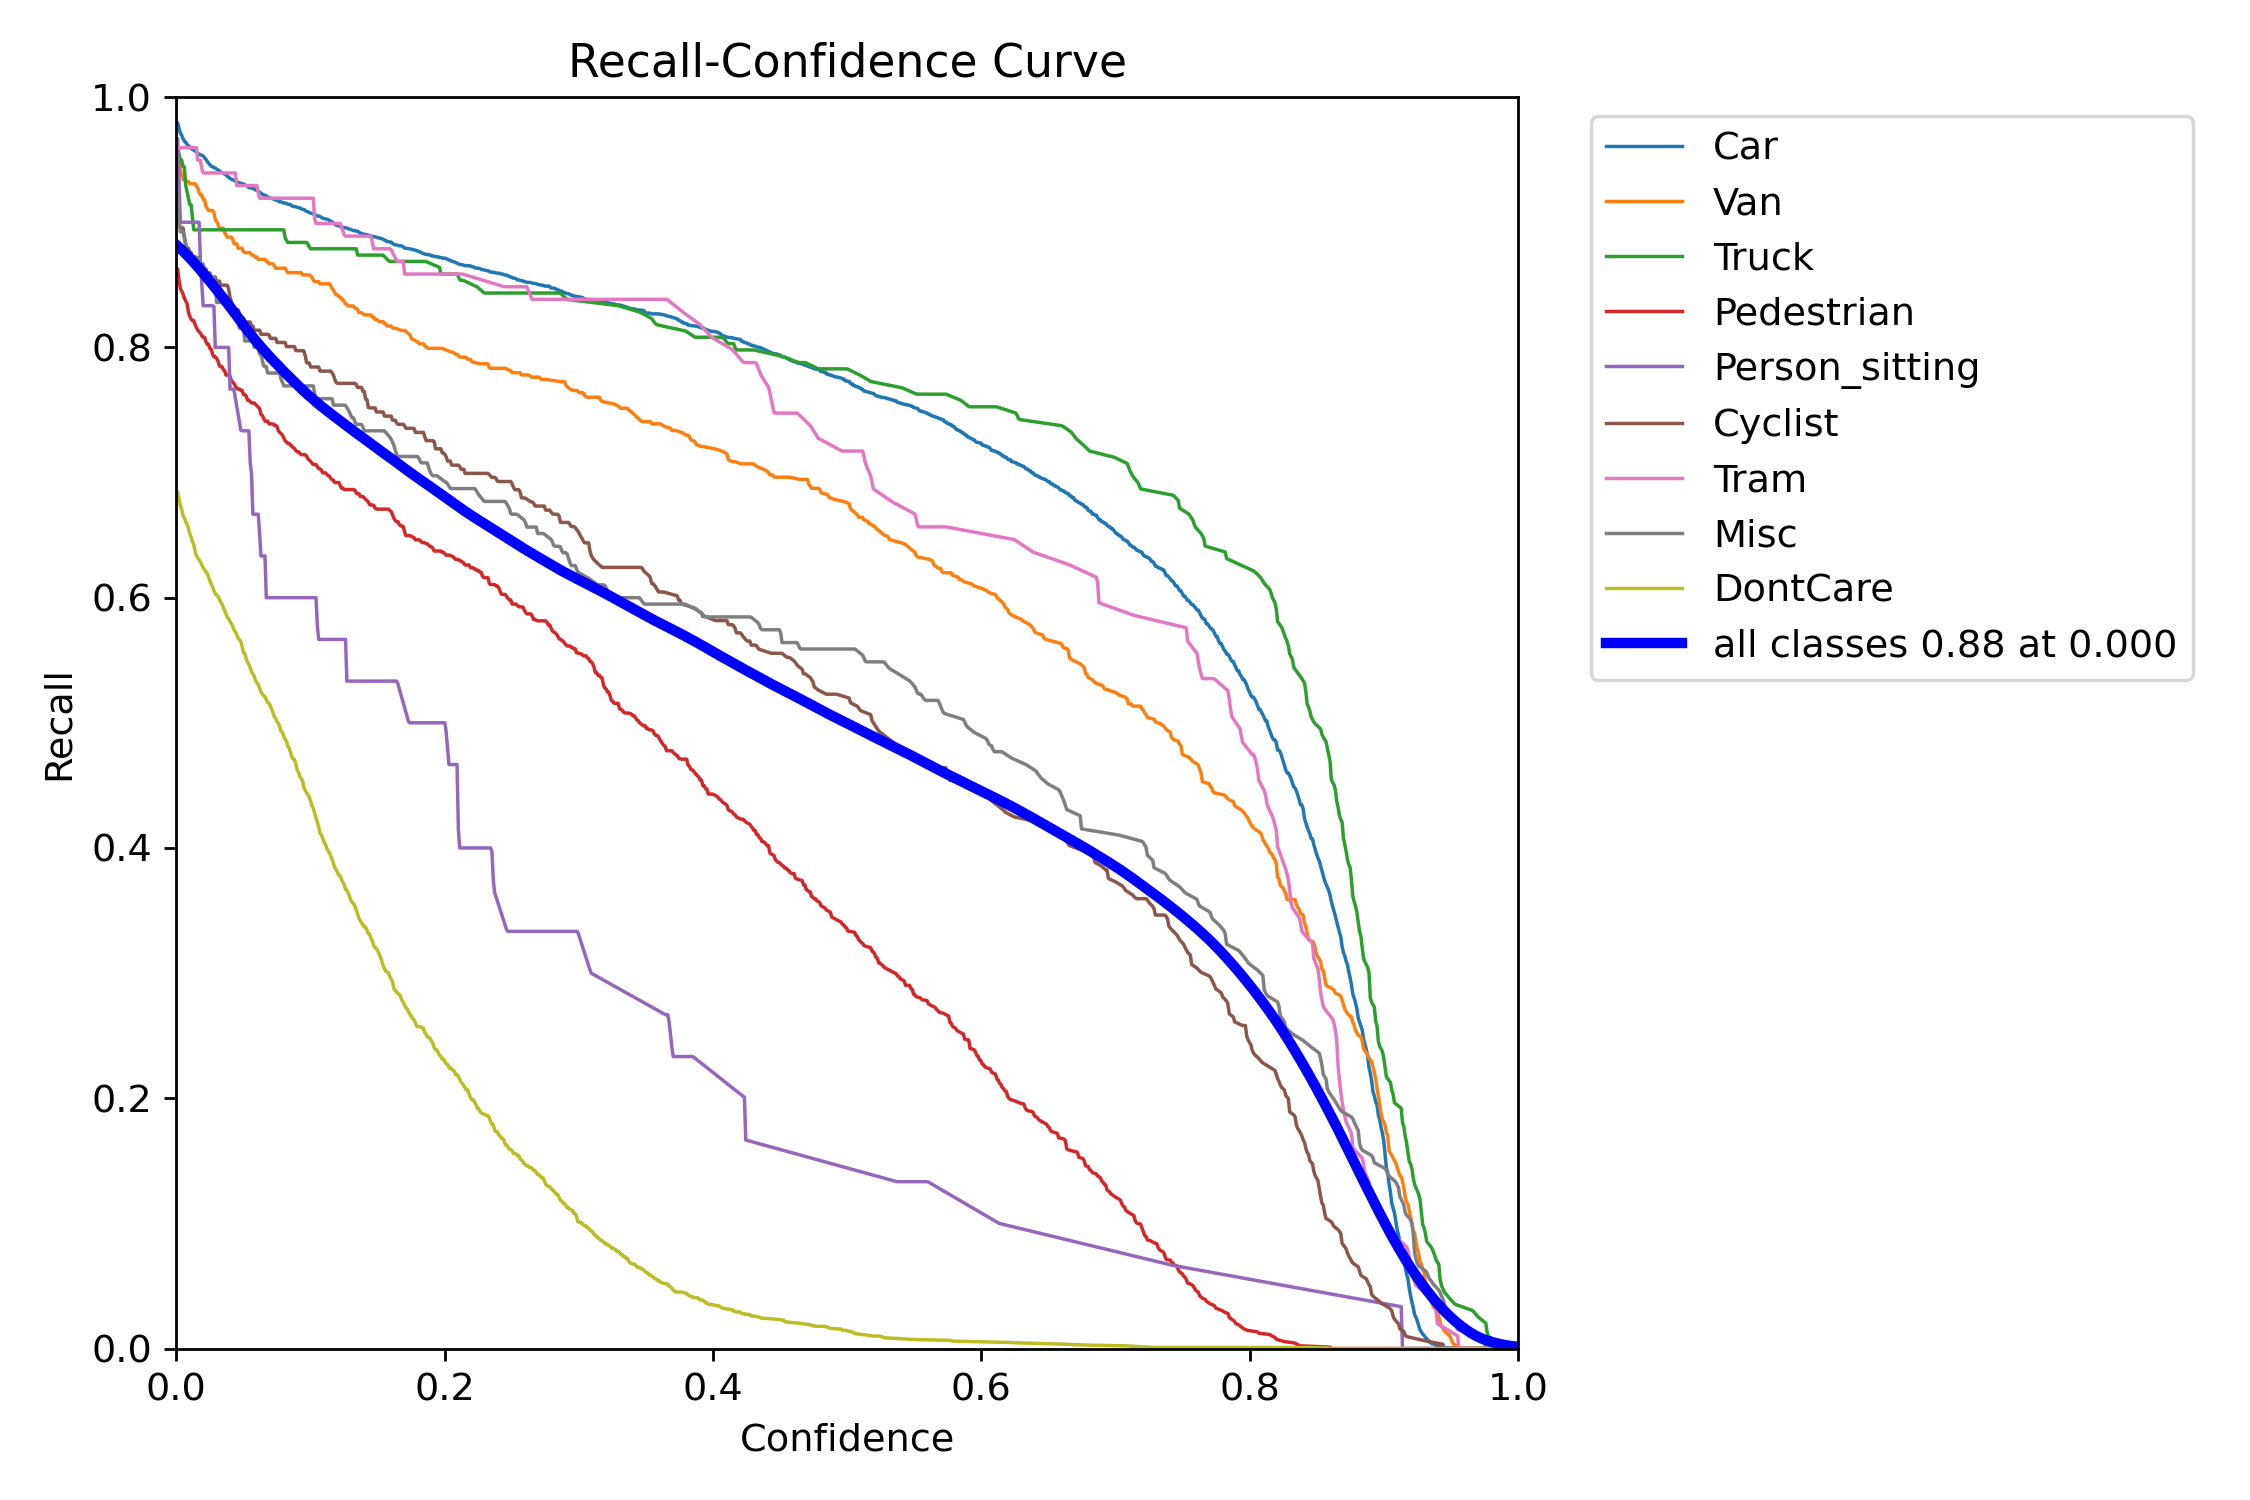 Recall-Confidence Curve
1.0
0.8
0.6
0.4
0.2
0.0
Recall
0.0 0.2 0.4 0.6 0.8 1.0
Confidence
Car
Van
Truck
Pedestrian
Person_sitting
Cyclist
Tram
Misc
DontCare
all classes 0.88 at 0.000